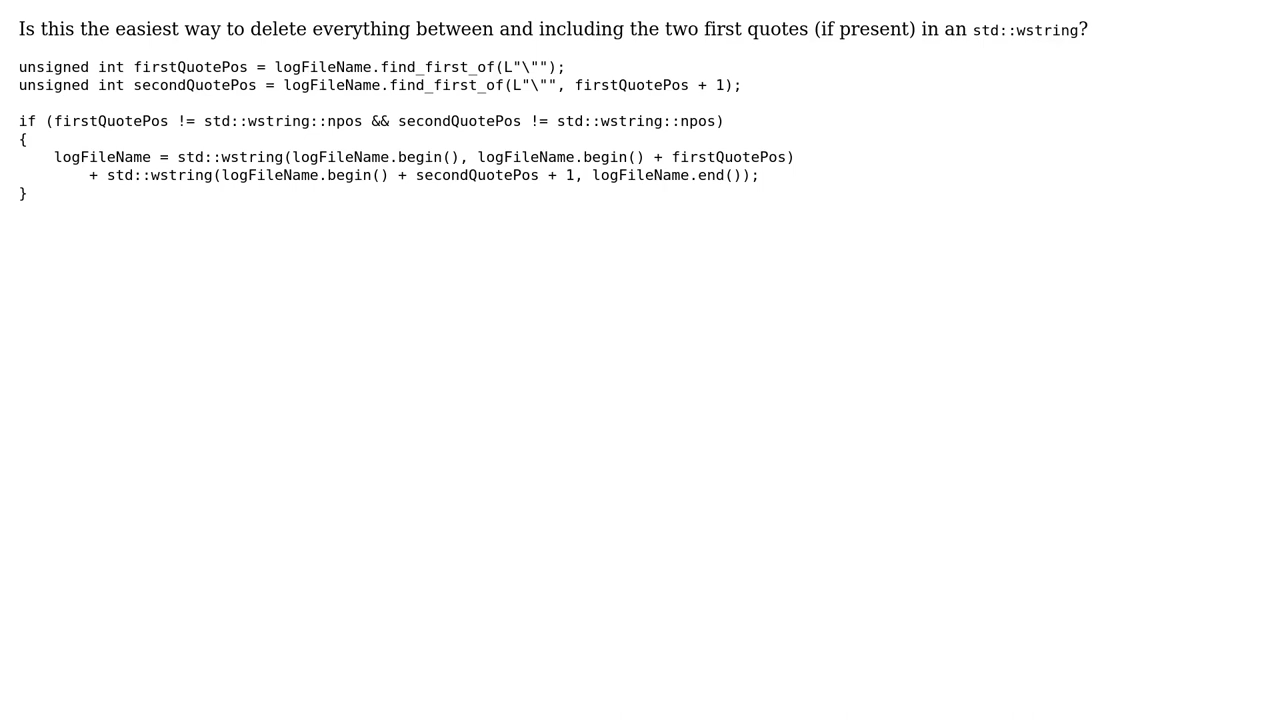 Is this the easiest way to delete everything between and including the two first quotes (if present) in an std::wstring?
unsigned int firstQuotePos = logFileName.find_first_of(L"\"");
unsigned int secondQuotePos = logFileName.find_first_of(L"\"", firstQuotePos + 1);
if (firstQuotePos != std::wstring::npos && secondQuotePos != std::wstring::npos)
{
    logFileName = std::wstring(logFileName.begin(), logFileName.begin() + firstQuotePos)
        + std::wstring(logFileName.begin() + secondQuotePos + 1, logFileName.end());
}